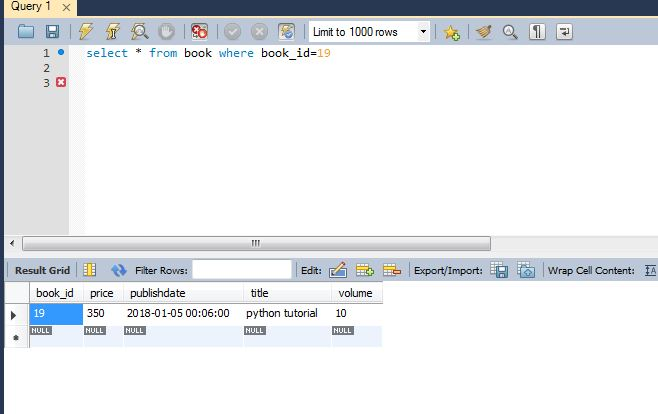 Query 1
Limit to 1000 rows
1 select * from book where book_id=19
2
3
Result Grid Filter Rows: Edit: Export/Import: Wrap Cell Content:
book_id price publishdate title volume
19 350 2018-01-05 00:06:00 python tutorial 10
NULL NULL NULL NULL NULL